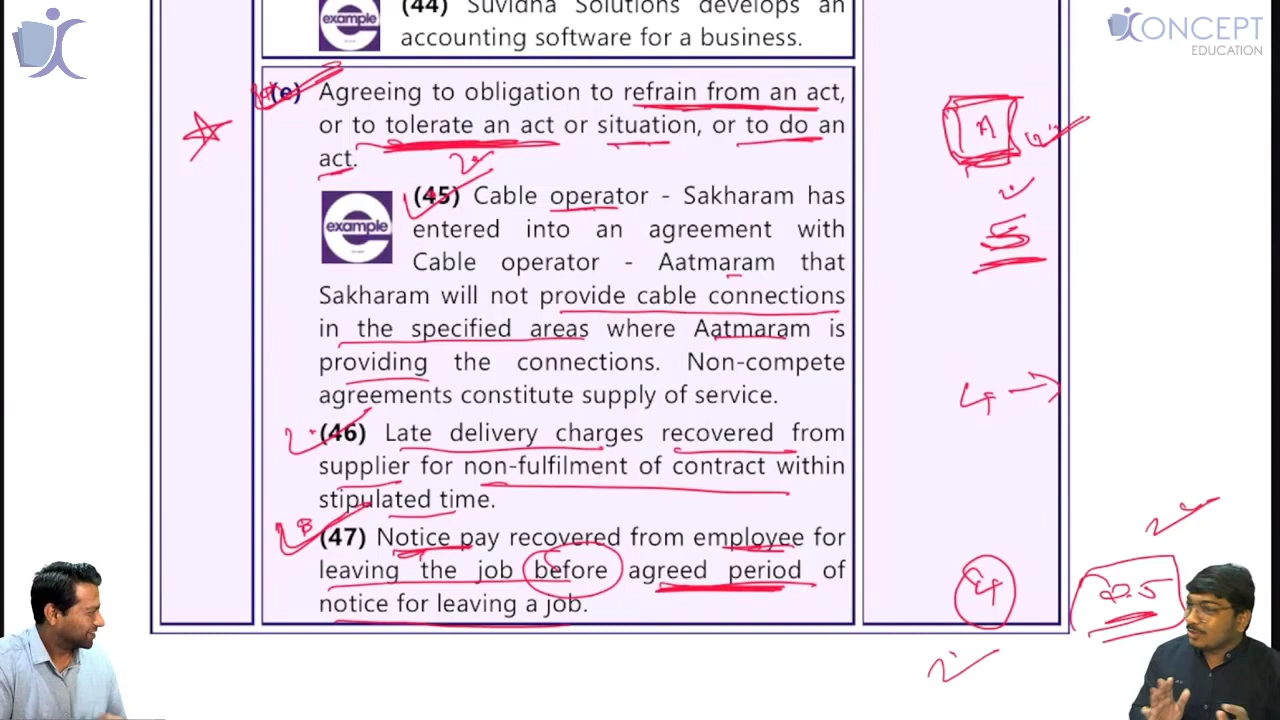 (44) Suvidha Solutions develops an
example
accounting software for a business.
CONCEPT
EDUCATION
(e) Agreeing to obligation to refrain from an act,
or to tolerate an act or situation, or to do an
act.
(45) Cable operator - Sakharam has
example
entered into an agreement with
Cable operator - Aatmaram that
Sakharam will not provide cable connections
in the specified areas where Aatmaram is
providing the connections. Non-compete
agreements constitute supply of service.
(46) Late delivery charges recovered from
supplier for non-fulfilment of contract within
stipulated time.
(47) Notice pay recovered from employee for
leaving the job before agreed period of
notice for leaving a job.
A
5
2.5